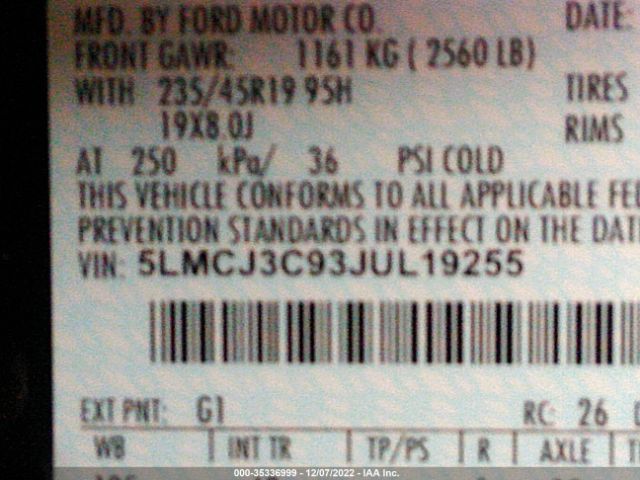 MFD. BY FORD MOTOR CO. DATE:
FRONT GAWR: 1161 KG ( 2560 LB)
WITH 235/45R19 95H TIRES
19X8.0J RIMS
AT 250 kPa/ 36 PSI COLD
THIS VEHICLE CONFORMS TO ALL APPLICABLE FE
PREVENTION STANDARDS IN EFFECT ON THE DAT
VIN: 5LMCJ3C93JUL19255
EXT PNT: G1 RC: 26
WB INT TR TP/PS R AXLE
000-35336999 - 12/07/2022 - IAA Inc.